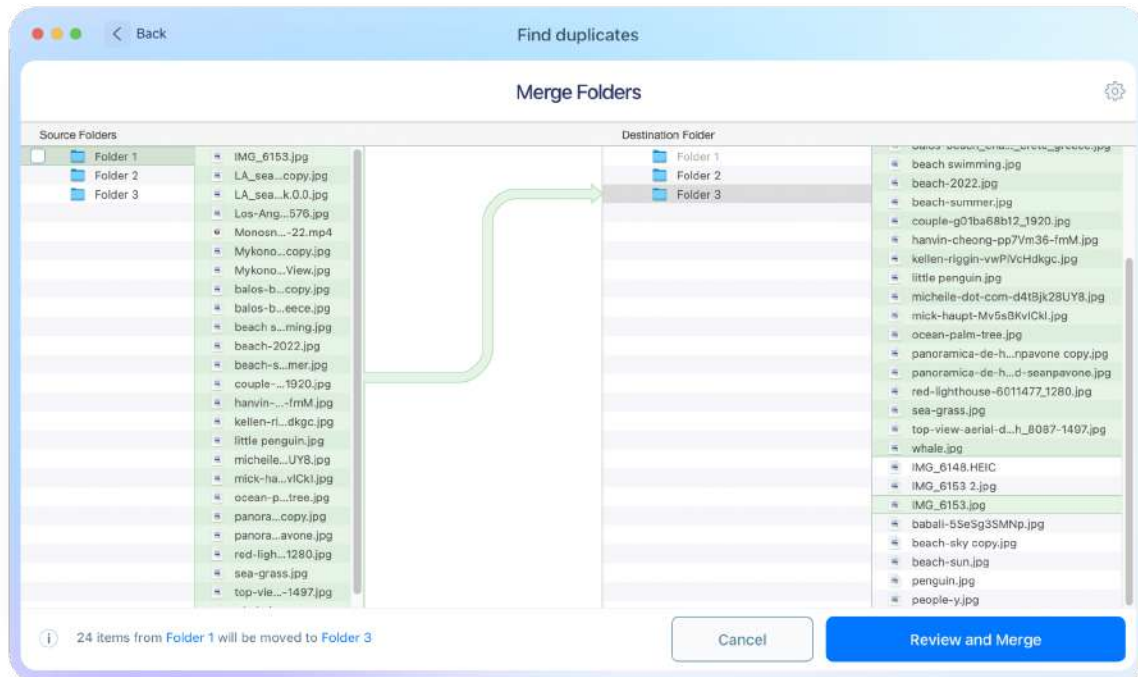 Back
Find duplicates
Merge Folders
Source Folders
Destination Folder
Folder 1
Folder 2
Folder 3
IMG_6153.jpg
LA_sea...copy.jpg
LA_sea...k.0.0.jpg
Los-Ang...576.jpg
Monosn...-22.mp4
Mykono...copy.jpg
Mykono...View.jpg
balos-b...copy.jpg
balos-b...eece.jpg
beach s...ming.jpg
beach-2022.jpg
beach-s...mer.jpg
couple-...1920.jpg
hanvin-...-fmM.jpg
kellen-ri...dkgc.jpg
little penguin.jpg
micheile...UY8.jpg
mick-ha...vICkI.jpg
ocean-p...tree.jpg
panora...copy.jpg
panora...avone.jpg
red-ligh...1280.jpg
sea-grass.jpg
top-vie...-1497.jpg
Folder 1
Folder 2
Folder 3
beach swimming.jpg
beach-2022.jpg
beach-summer.jpg
couple-g01ba68b12_1920.jpg
hanvin-cheong-pp7Vm36-fmM.jpg
kellen-riggin-vwPiVcHdkgc.jpg
little penguin.jpg
micheile-dot-com-d4tBjk28UY8.jpg
mick-haupt-Mv5sBKvICkI.jpg
ocean-palm-tree.jpg
panoramica-de-h...npavone copy.jpg
panoramica-de-h...d-seanpavone.jpg
red-lighthouse-6011477_1280.jpg
sea-grass.jpg
top-view-aerial-d...h_8087-1497.jpg
whale.jpg
IMG_6148.HEIC
IMG_6153 2.jpg
IMG_6153.jpg
babali-5SeSg3SMNp.jpg
beach-sky copy.jpg
beach-sun.jpg
penguin.jpg
people-y.jpg
24 items from Folder 1 will be moved to Folder 3
Cancel
Review and Merge